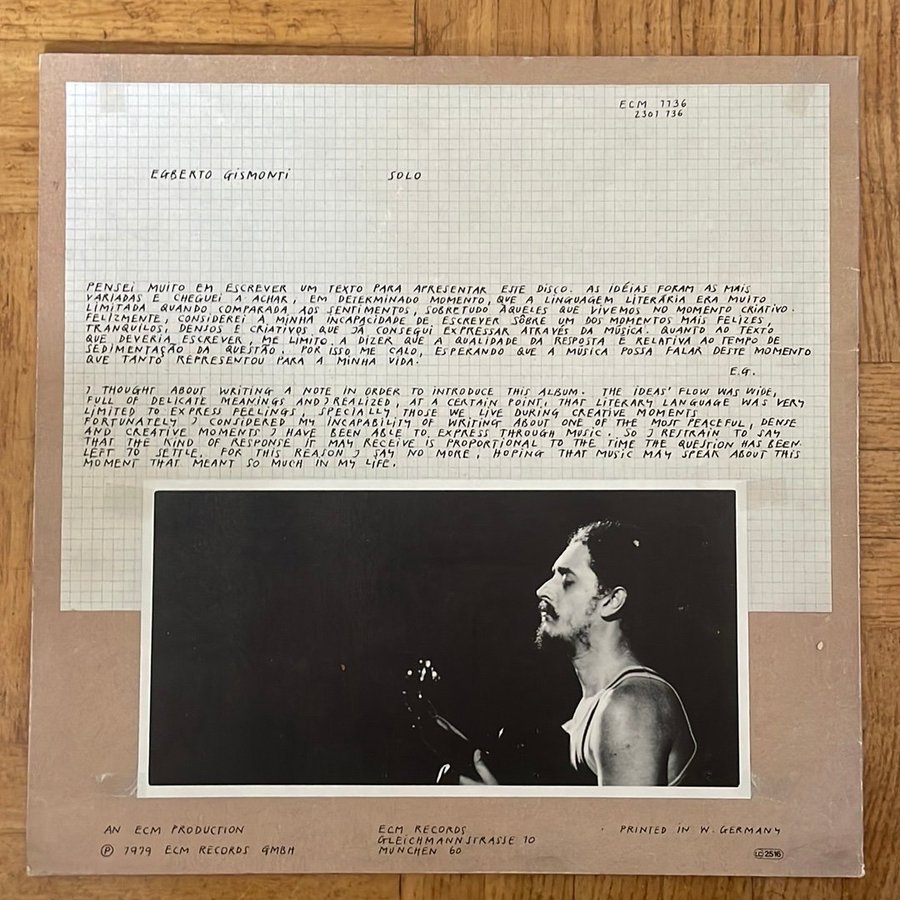 ECM 1136
2301 136
EGBERTO GISMONTI SOLO
PENSEI MUITO EM ESCREVER UM TEXTO PARA APRESENTAR ESTE DISCO. AS IDÉIAS FORAM AS MAIS
VARIADAS E CHEGUEI A ACHAR, EM DETERMINADO MOMENTO, QUE A LINGUAGEM LITERÁRIA ERA MUITO
LIMITADA QUANDO COMPARADA AOS SENTIMENTOS, SOBRETUDO AQUELES QUE VIVEMOS NO MOMENTO CRIATIVO.
FELIZMENTE, CONSIDEREI A MINHA INCAPACIDADE DE ESCREVER SÔBRE UM DOS MOMENTOS MAIS FELIZES,
TRANQUILOS, DENSOS E CRIATIVOS QUE JÁ CONSEGUI EXPRESSAR ATRAVÉS DA MÚSICA. QUANTO AO TEXTO
QUE DEVERIA ESCREVER, ME LIMITO A DIZER QUE A QUALIDADE DA RESPOSTA É RELATIVA AO TEMPO DE
SEDIMENTAÇÃO DA QUESTÃO. POR ISSO ME CALO, ESPERANDO QUE A MÚSICA POSSA FALAR DESTE MOMENTO
QUE TANTO REPRESENTOU PARA A MINHA VIDA.
E.G.
I THOUGHT ABOUT WRITING A NOTE IN ORDER TO INTRODUCE THIS ALBUM. THE IDEAS' FLOW WAS WIDE,
FULL OF DELICATE MEANINGS AND I REALIZED, AT A CERTAIN POINT, THAT LITERARY LANGUAGE WAS VERY
LIMITED TO EXPRESS FEELINGS, SPECIALLY THOSE WE LIVE DURING CREATIVE MOMENTS
FORTUNATELY I CONSIDERED MY INCAPABILITY OF WRITING ABOUT ONE OF THE MOST PEACEFUL, DENSE
AND CREATIVE MOMENTS I HAVE BEEN ABLE TO EXPRESS THROUGH MUSIC. SO I RESTRAIN TO SAY
THAT THE KIND OF RESPONSE IT MAY RECEIVE IS PROPORTIONAL TO THE TIME THE QUESTION HAS BEEN
LEFT TO SETTLE. FOR THIS REASON I SAY NO MORE, HOPING THAT MUSIC MAY SPEAK ABOUT THIS
MOMENT THAT MEANT SO MUCH IN MY LIFE.
AN ECM PRODUCTION
℗ 1979 ECM RECORDS GMBH
ECM RECORDS
GLEICHMANNSTRASSE 10
MÜNCHEN 60
PRINTED IN W. GERMANY
LC 2516